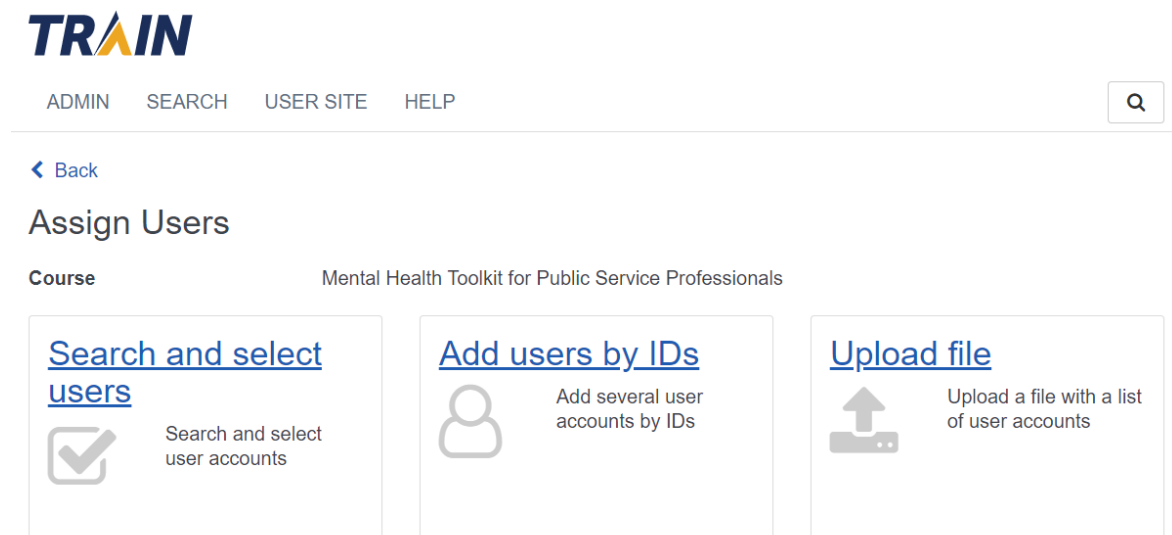 TRAIN
ADMIN SEARCH USER SITE HELP
Back
Assign Users
Course Mental Health Toolkit for Public Service Professionals
Search and select
users
Search and select
user accounts
Add users by IDs
Add several user
accounts by IDs
Upload file
Upload a file with a list
of user accounts